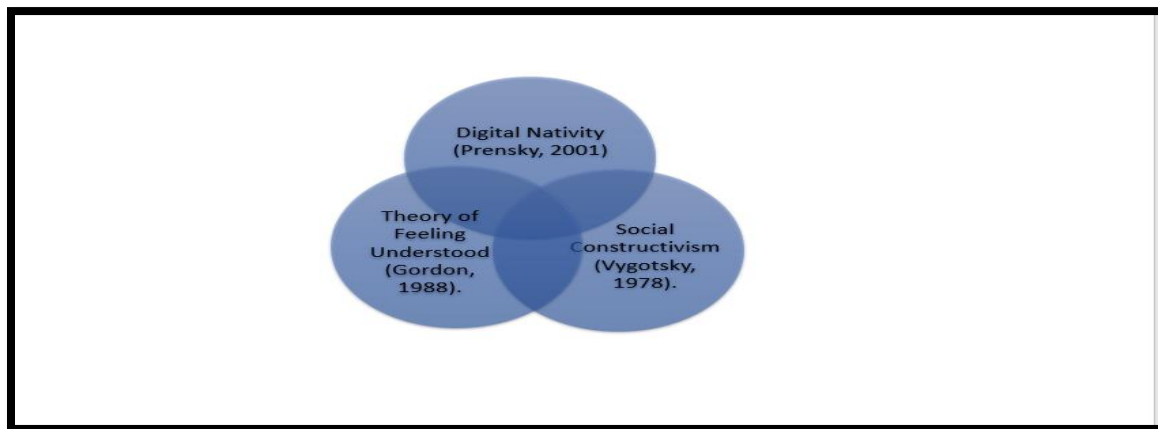 Digital Nativity
(Prensky, 2001)
Theory of
Feeling
Understood
(Gordon,
1988).
Social
Constructivism
(Vygotsky,
1978).